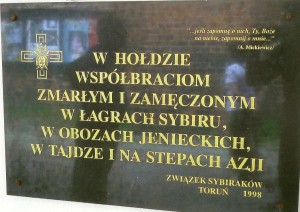 "...jeśli zapomnę o nich, Ty, Boże
na niebie, zapomnij o mnie..."
(A. Mickiewicz)
W HOŁDZIE
WSPÓŁBRACIOM
ZMARŁYM I ZAMĘCZONYM
W ŁAGRACH SYBIRU,
W OBOZACH JENIECKICH,
W TAJDZE I NA STEPACH AZJI
ZWIĄZEK SYBIRAKÓW
TORUŃ 1998